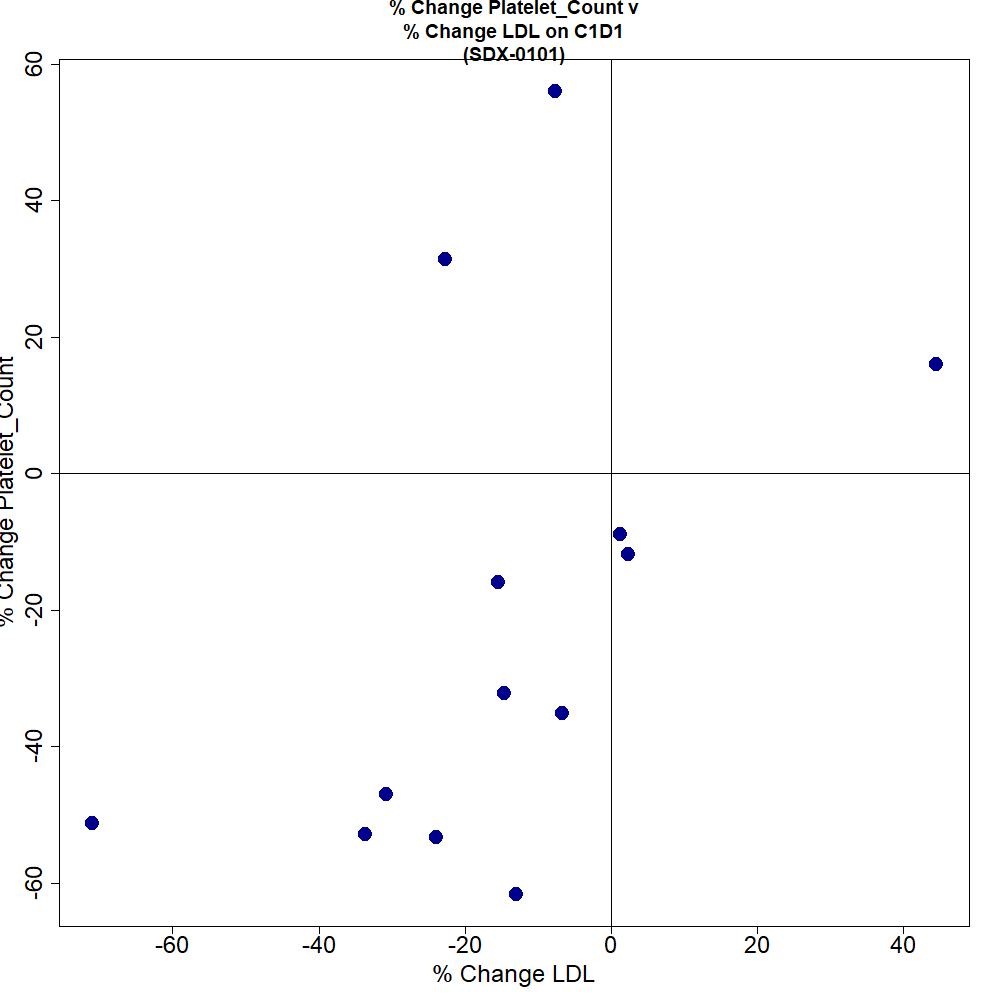 % Change Platelet_Count v
% Change LDL on C1D1
(SDX-0101)
60
40
20
0
-20
-40
-60
% Change Platelet_Count
-60
-40
-20
0
20
40
% Change LDL